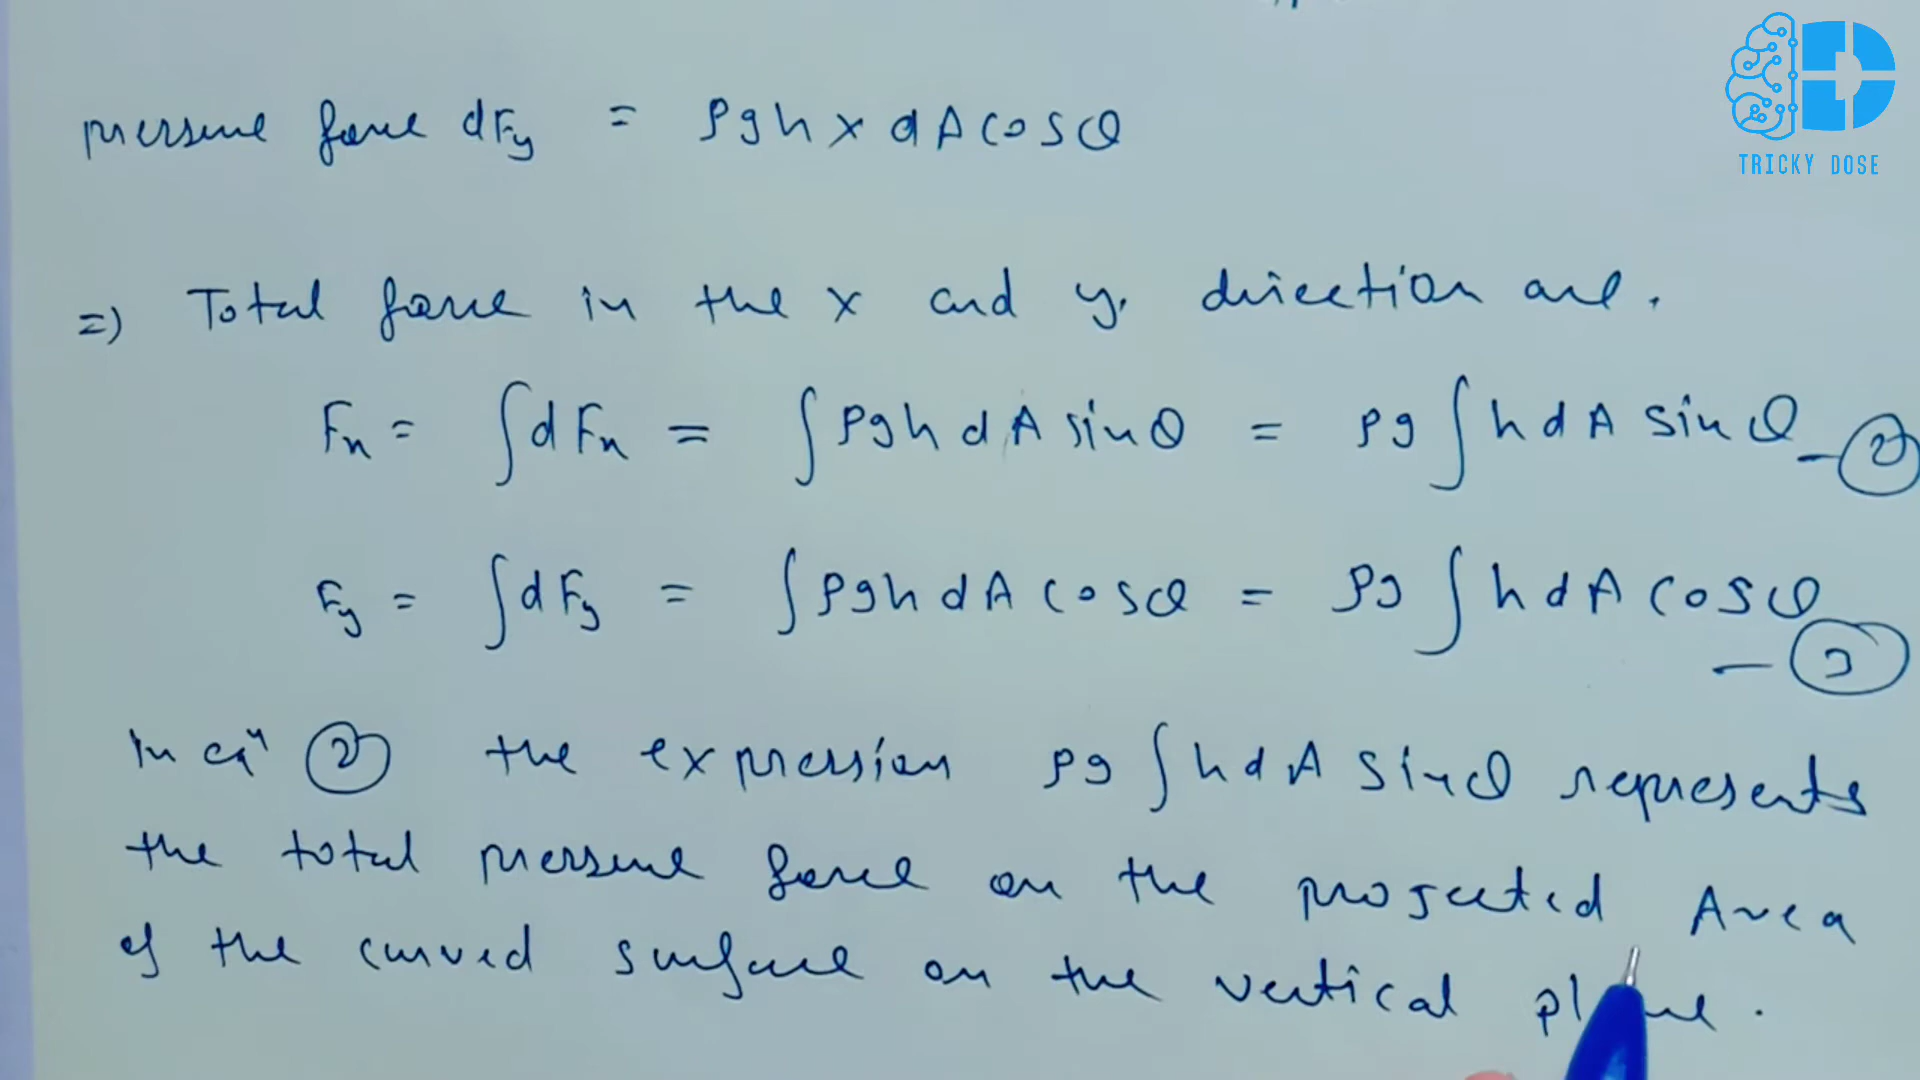 TRICKY DOSE
pressure force dFy = ρgh × dA cosθ
=) Total force in the x and y. direction are.
Fx = ∫dFx = ∫ρgh dA sinθ = ρg∫h dA sinθ - ②
Fy = ∫dFy = ∫ρgh dA cosθ = ρg∫h dA cosθ
- ③
In eqⁿ ② the expression ρg∫h dA sinθ represents
the total pressure force on the projected Area
of the curved surface on the vertical plane.